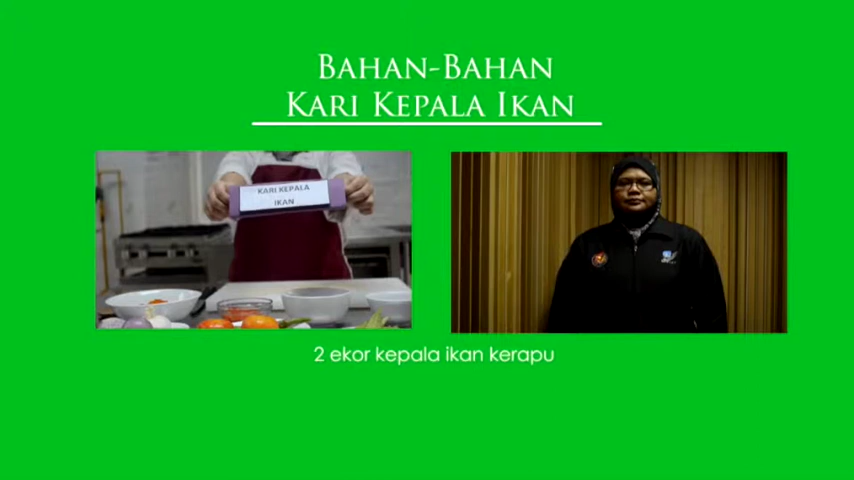 BAHAN-BAHAN
KARI KEPALA IKAN
KARI KEPALA
IKAN
2 ekor kepala ikan kerapu